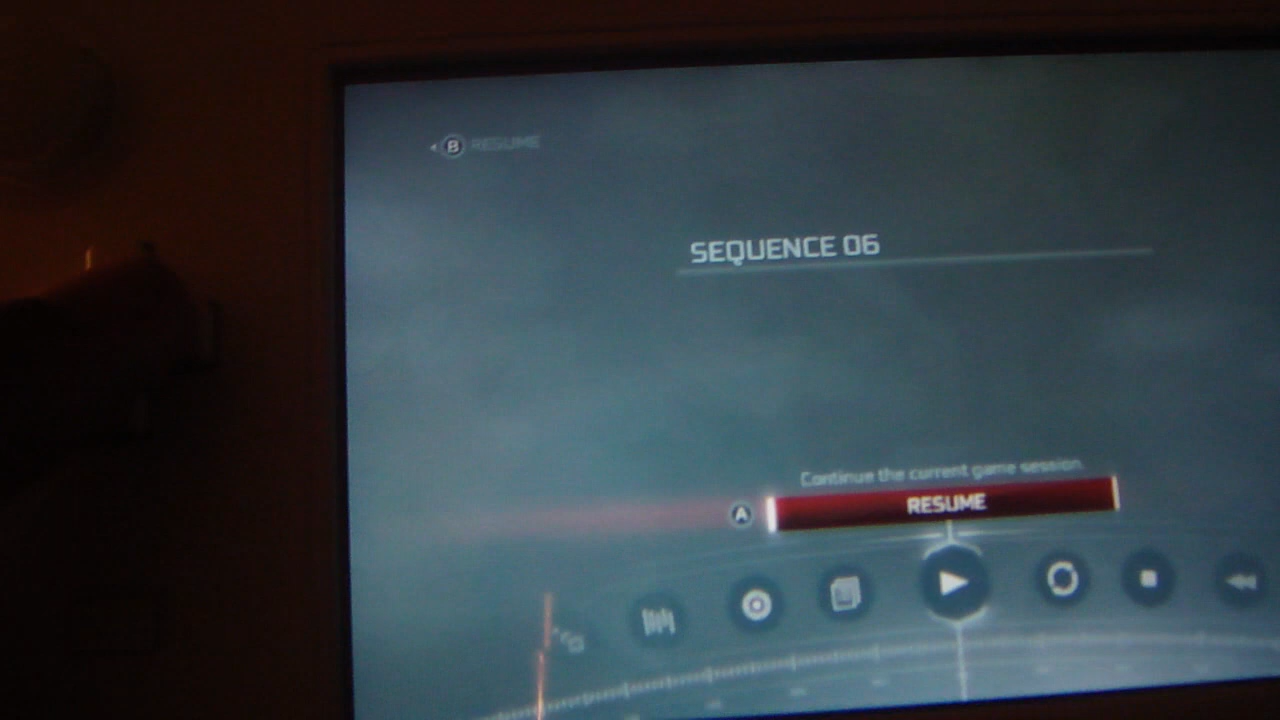 B RESUME
SEQUENCE 06
Continue the current game session.
A RESUME